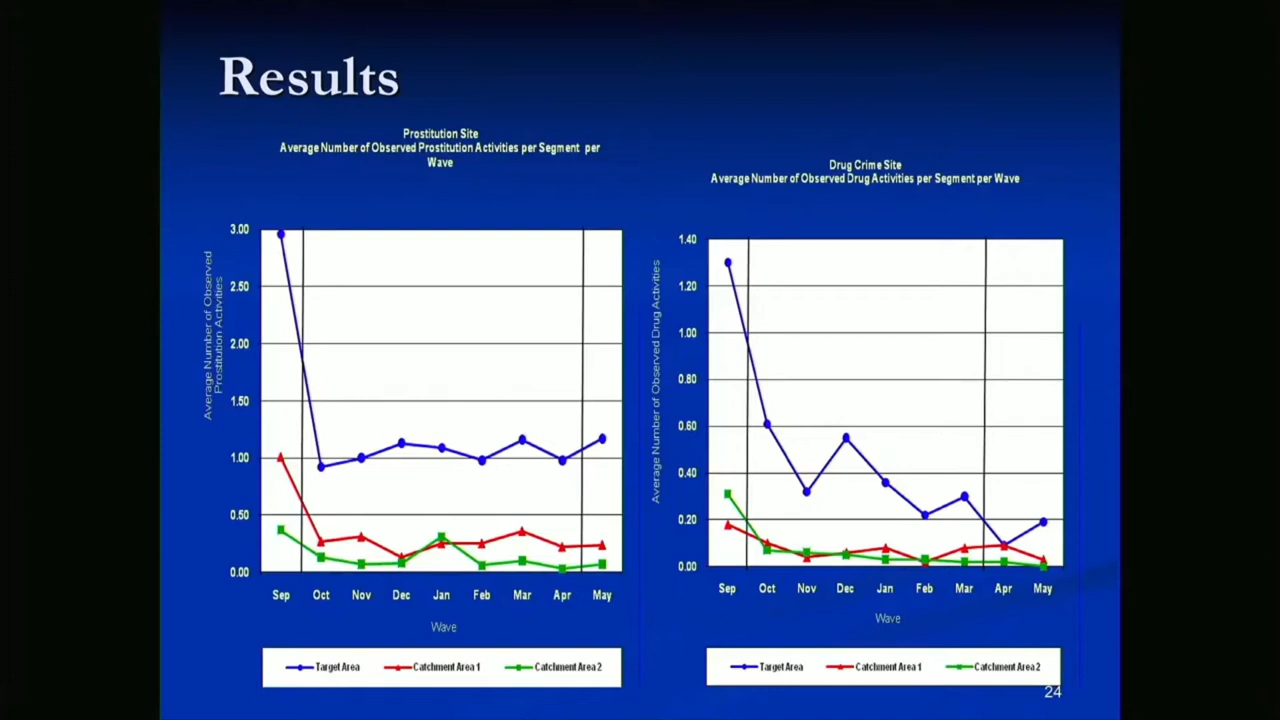 Results
Prostitution Site
Average Number of Observed Prostitution Activities per Segment per
Wave
Average Number of Observed
Prostitution Activities
3.00
2.50
2.00
1.50
1.00
0.50
0.00
Sep Oct Nov Dec Jan Feb Mar Apr May
Wave
Target Area Catchment Area 1 Catchment Area 2
Drug Crime Site
Average Number of Observed Drug Activities per Segment per Wave
Average Number of Observed Drug Activities
1.40
1.20
1.00
0.80
0.60
0.40
0.20
0.00
Sep Oct Nov Dec Jan Feb Mar Apr May
Wave
Target Area Catchment Area 1 Catchment Area 2
24